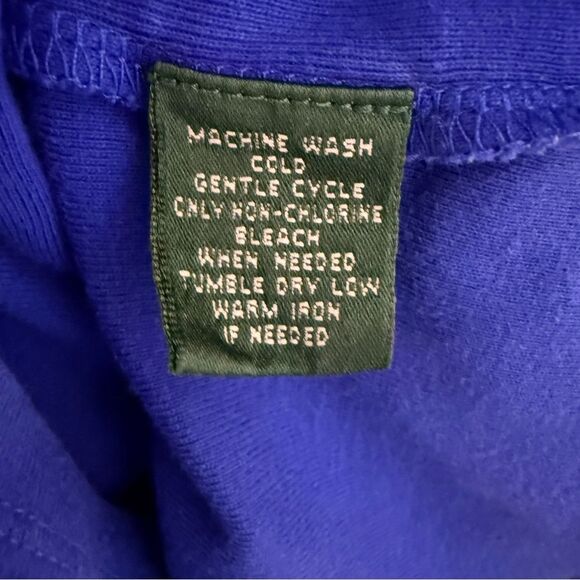 MACHINE WASH
COLD
GENTLE CYCLE
ONLY NON-CHLORINE
BLEACH
WHEN NEEDED
TUMBLE DRY LOW
WARM IRON
IF NEEDED